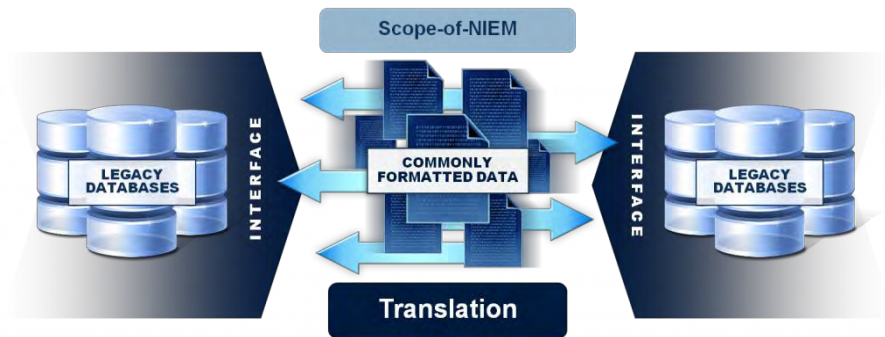 Scope-of-NIEM
LEGACY
DATABASES
INTERFACE
COMMONLY
FORMATTED DATA
INTERFACE
LEGACY
DATABASES
Translation